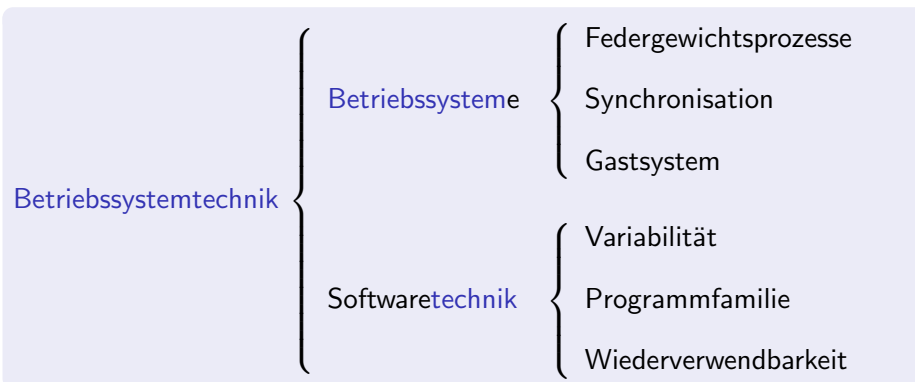 Betriebssystemtechnik
Betriebssysteme
Federgewichtsprozesse
Synchronisation
Gastsystem
Softwaretechnik
Variabilität
Programmfamilie
Wiederverwendbarkeit